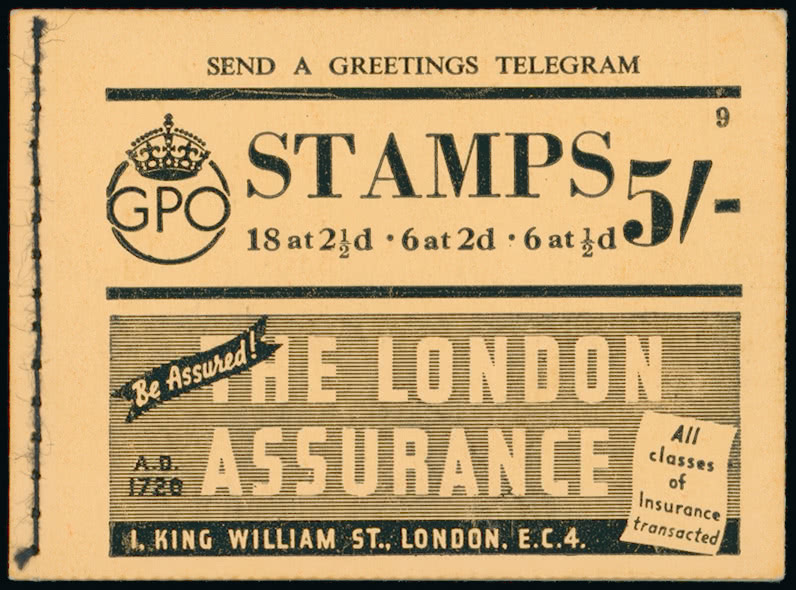 SEND A GREETINGS TELEGRAM
9
GPO
STAMPS 5/-
18 at 2½d · 6 at 2d · 6 at ½d
Be Assured!
THE LONDON
ASSURANCE
A.D.
1720
All
classes
of
Insurance
transacted
1, KING WILLIAM ST., LONDON, E.C.4.